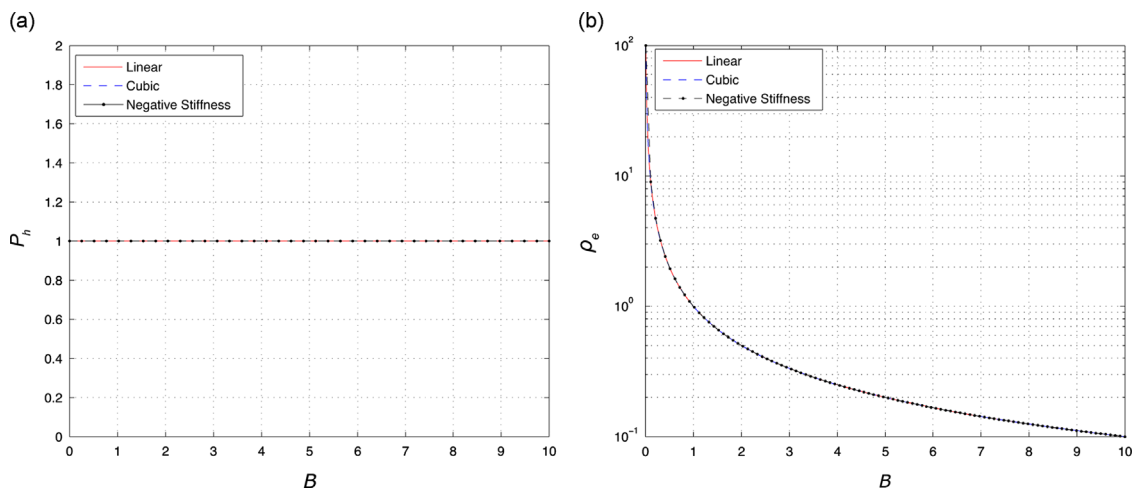 (a)
2
1.8
1.6
1.4
1.2
1
0.8
0.6
0.4
0.2
0
P_h
Linear
Cubic
Negative Stiffness
0 1 2 3 4 5 6 7 8 9 10
B
(b)
10^2
10^1
10^0
10^-1
ρ_e
Linear
Cubic
Negative Stiffness
0 1 2 3 4 5 6 7 8 9 10
B